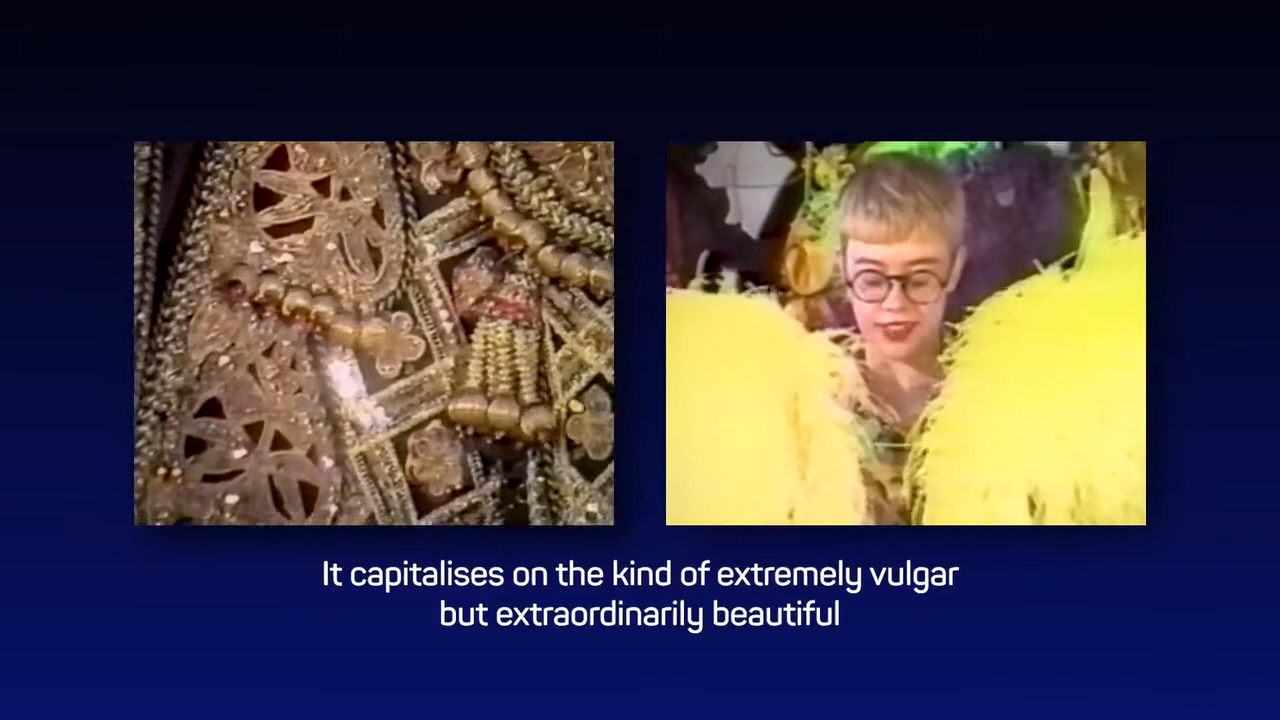 It capitalises on the kind of extremely vulgar
but extraordinarily beautiful